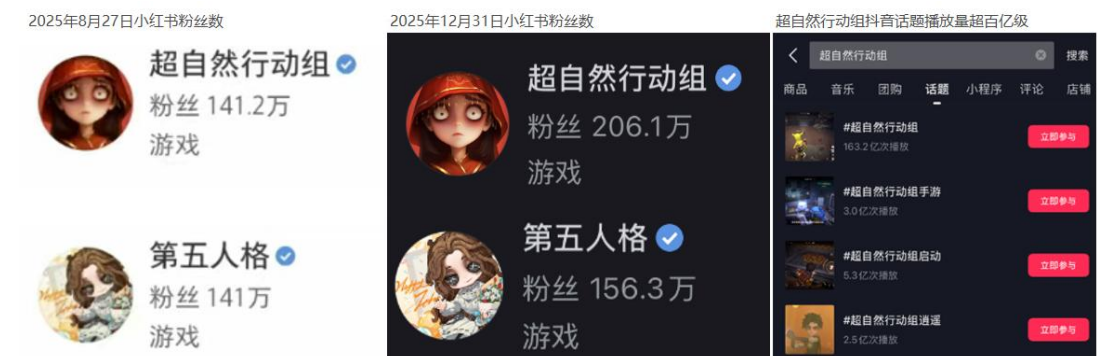 2025年8月27日小红书粉丝数
超自然行动组
粉丝 141.2万
游戏
第五人格
粉丝 141万
游戏
2025年12月31日小红书粉丝数
超自然行动组
粉丝 206.1万
游戏
第五人格
粉丝 156.3万
游戏
超自然行动组抖音话题播放量超百亿级
超自然行动组 搜索
商品 音乐 团购 话题 小程序 评论 店铺
#超自然行动组
163.2亿次播放
立即参与
#超自然行动组手游
3.0亿次播放
立即参与
#超自然行动组启动
5.3亿次播放
立即参与
#超自然行动组逍遥
2.5亿次播放
立即参与